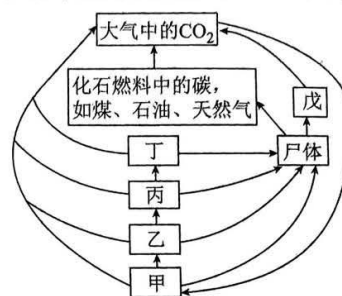 大气中的CO₂
化石燃料中的碳,
如煤、石油、天然气
戊
丁
尸体
丙
乙
甲